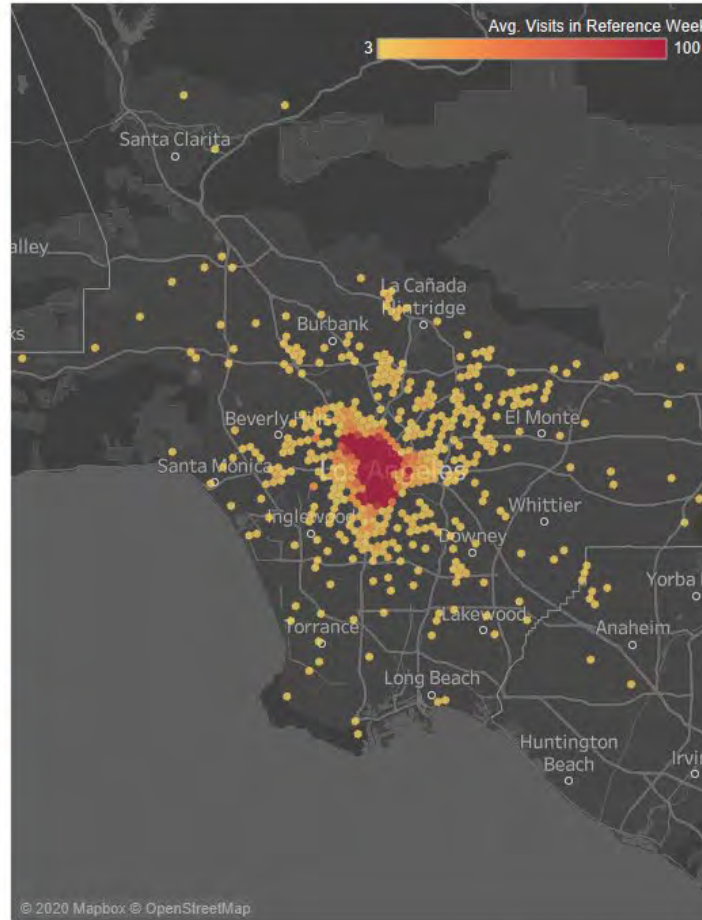 Avg. Visits in Reference Week
3
100
Santa Clarita
alley
La Cañada
Flintridge
Burbank
ks
Beverly Hills
El Monte
Los Angeles
Santa Monica
Whittier
Inglewood
Downey
Yorba
Lakewood
Torrance
Anaheim
Long Beach
Huntington
Beach
Irvin
© 2020 Mapbox © OpenStreetMap